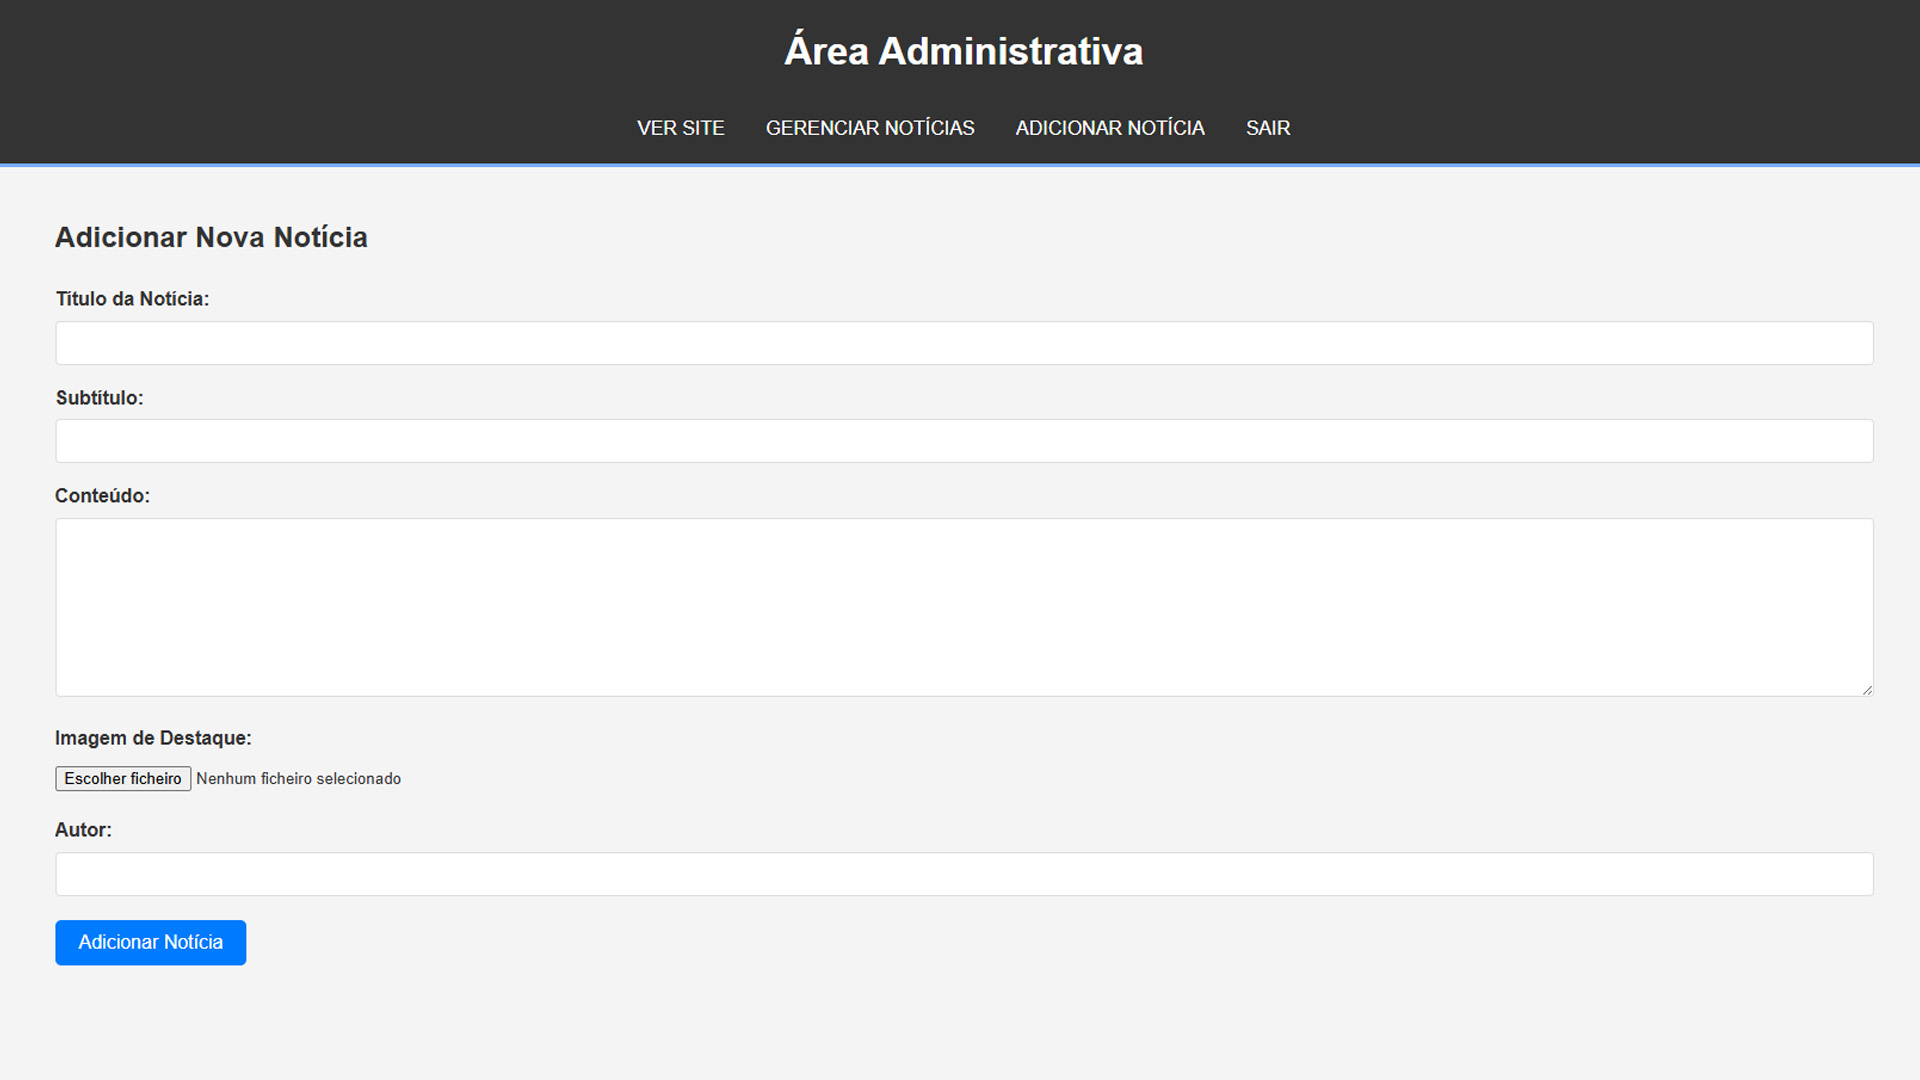 Área Administrativa
VER SITE GERENCIAR NOTÍCIAS ADICIONAR NOTÍCIA SAIR
Adicionar Nova Notícia
Título da Notícia:
Subtítulo:
Conteúdo:
Imagem de Destaque:
Escolher ficheiro Nenhum ficheiro selecionado
Autor:
Adicionar Notícia